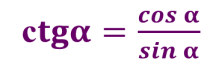 ctgα = cos α / sin α